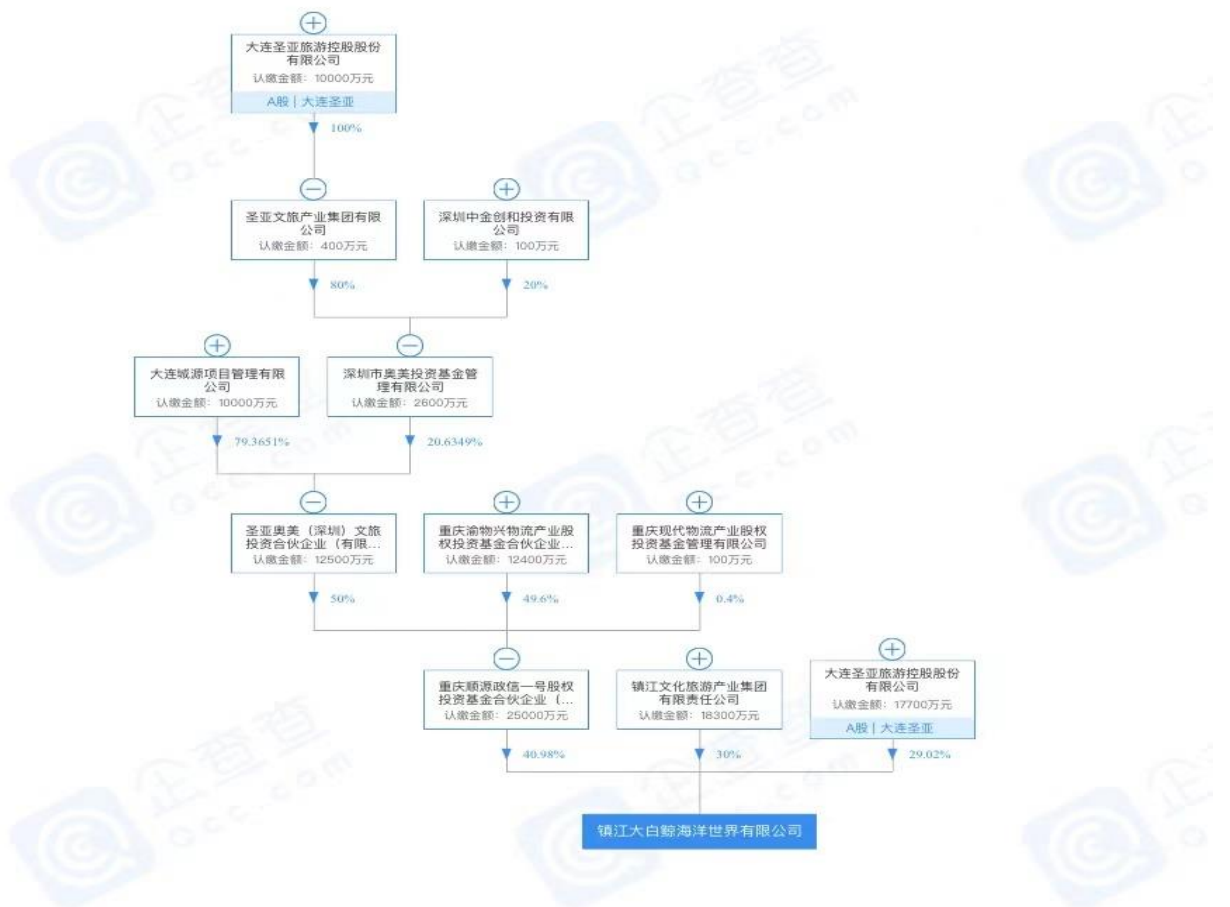 大连圣亚旅游控股股份
有限公司
认缴金额：10000万元
A股 | 大连圣亚
100%
圣亚文旅产业集团有限
公司
认缴金额：400万元
深圳中金创和投资有限
公司
认缴金额：100万元
80%
20%
大连城源项目管理有限
公司
认缴金额：10000万元
深圳市奥美投资基金管
理有限公司
认缴金额：2600万元
79.3651%
20.6349%
圣亚奥美（深圳）文旅
投资合伙企业（有限...
认缴金额：12500万元
重庆渝物兴物流产业股
权投资基金合伙企业...
认缴金额：12400万元
重庆现代物流产业股权
投资基金管理有限公司
认缴金额：100万元
50%
49.6%
0.4%
重庆顺源政信一号股权
投资基金合伙企业（...
认缴金额：25000万元
镇江文化旅游产业集团
有限责任公司
认缴金额：18300万元
大连圣亚旅游控股股份
有限公司
认缴金额：17700万元
A股 | 大连圣亚
40.98%
30%
29.02%
镇江大白鲸海洋世界有限公司
企查查
Qcc.com